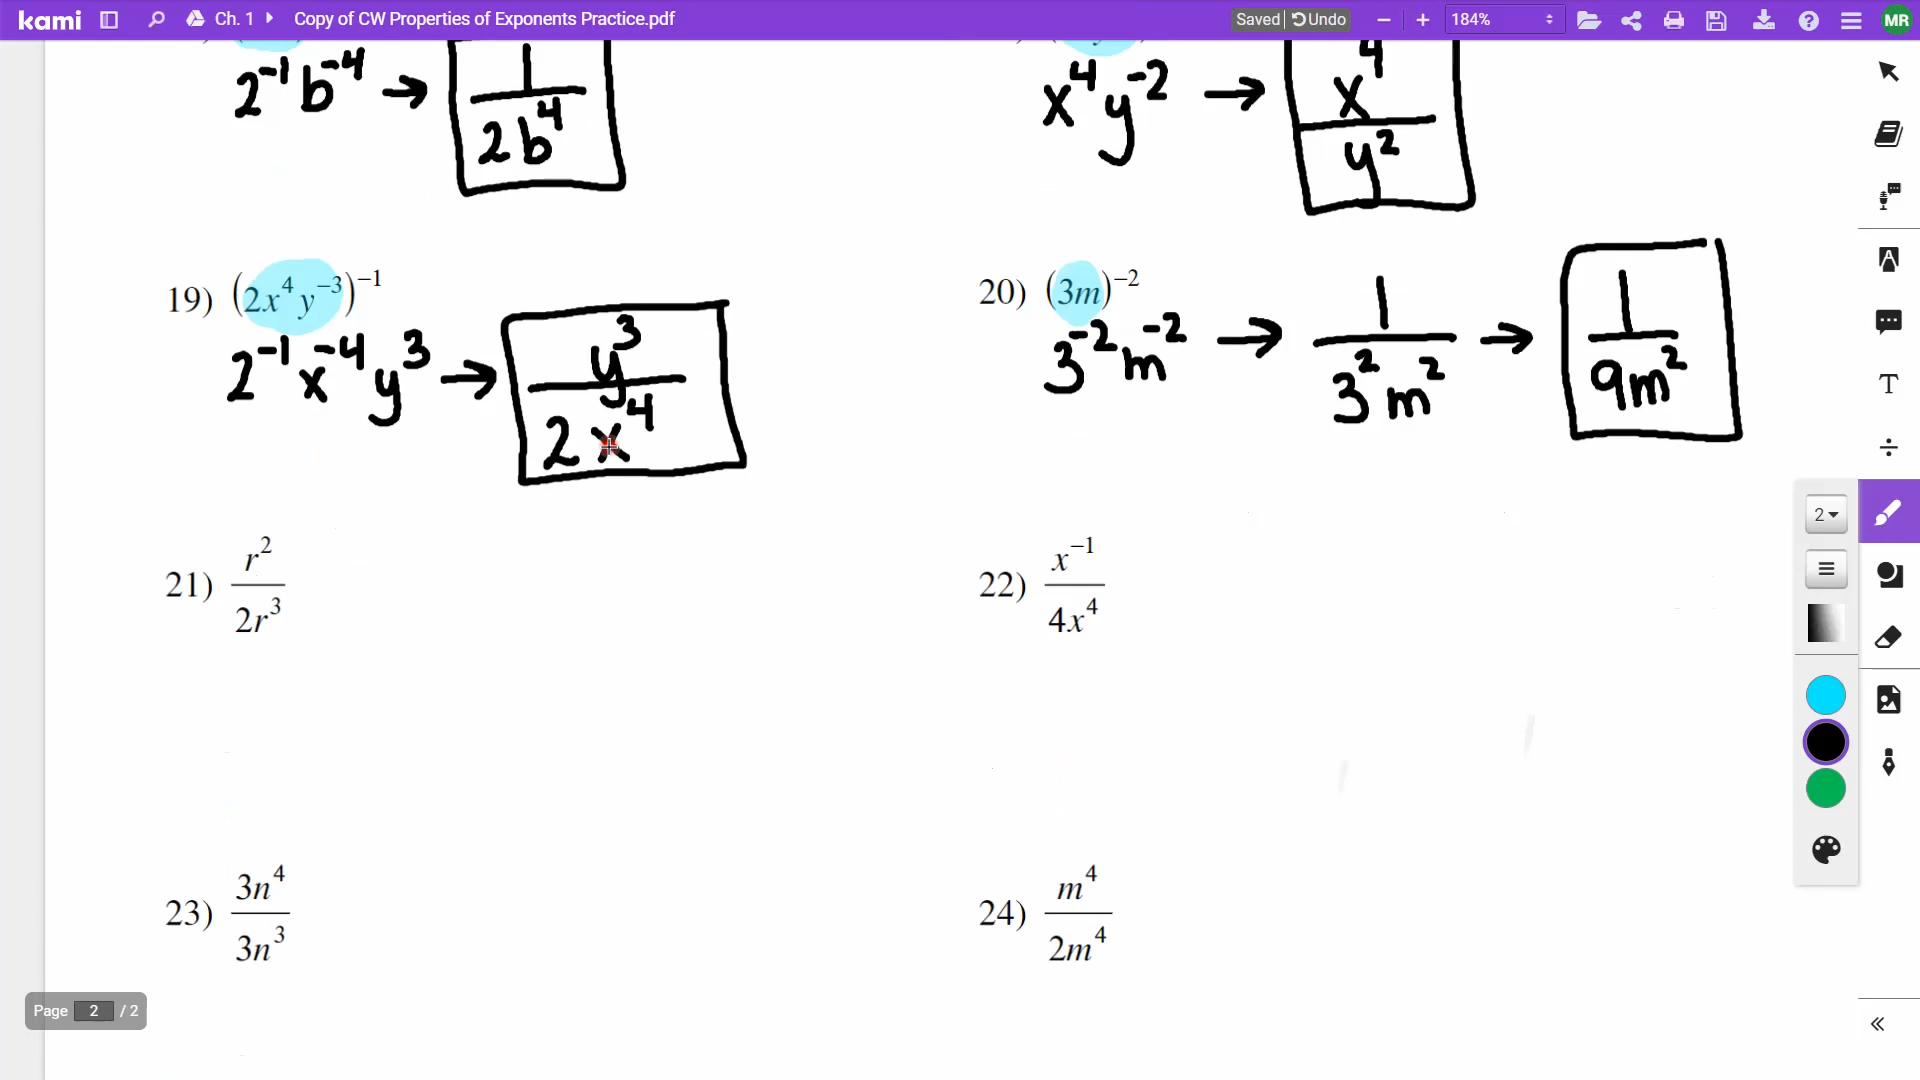 kami Ch. 1 Copy of CW Properties of Exponents Practice.pdf Saved Undo 184% MR
2⁻¹b⁻⁴ → 1/2b⁴
x⁴y⁻² → x⁴/y²
19) (2x⁴y⁻³)⁻¹
2⁻¹x⁻⁴y³ → y³/2x⁴
20) (3m)⁻²
3⁻²m⁻² → 1/3²m² → 1/9m²
21) r²/2r³
22) x⁻¹/4x⁴
23) 3n⁴/3n³
24) m⁴/2m⁴
2
Page 2 / 2